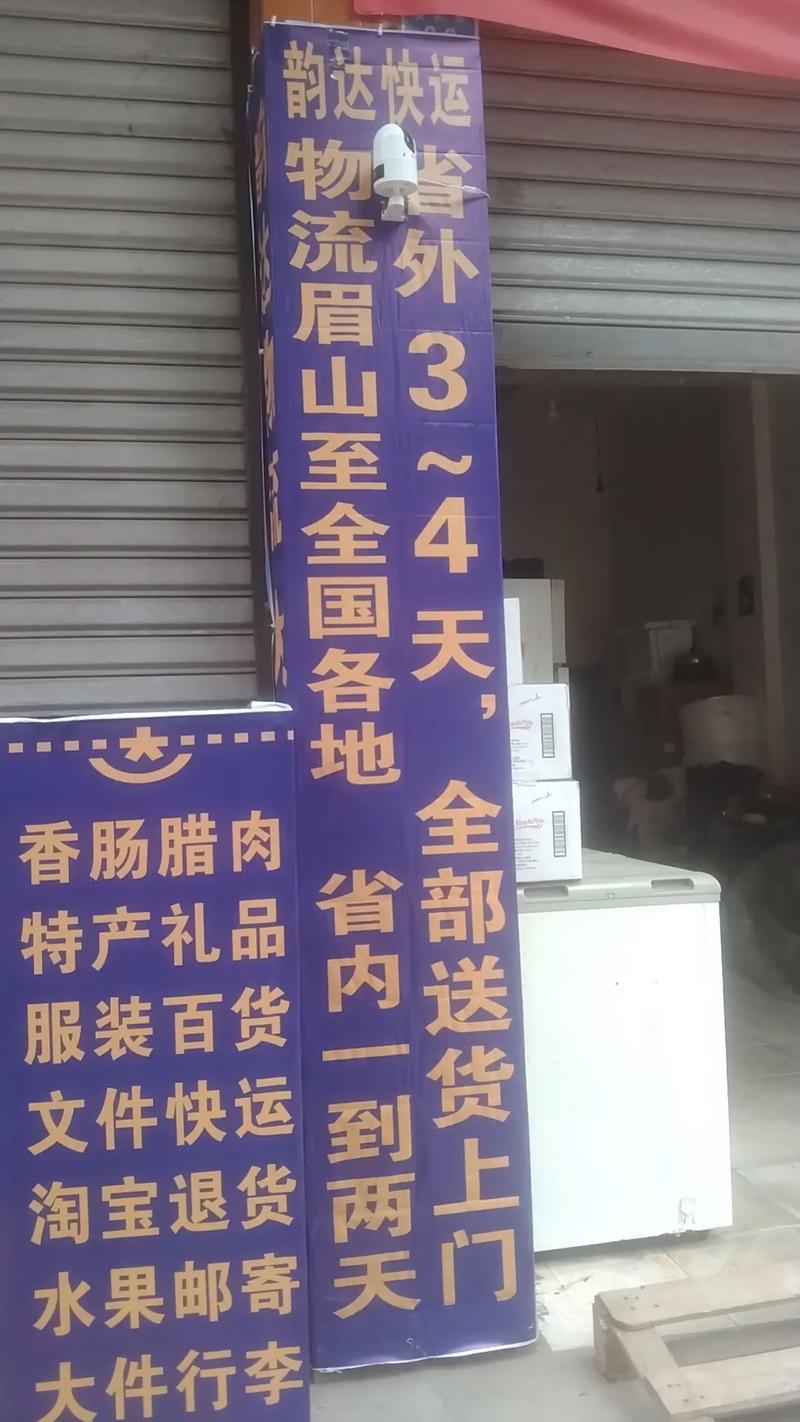 韵达快运
物流眉山至全国各地 省内一到两天
省外3~4天，全部送货上门
香肠腊肉
特产礼品
服装百货
文件快运
淘宝退货
水果邮寄
大件行李